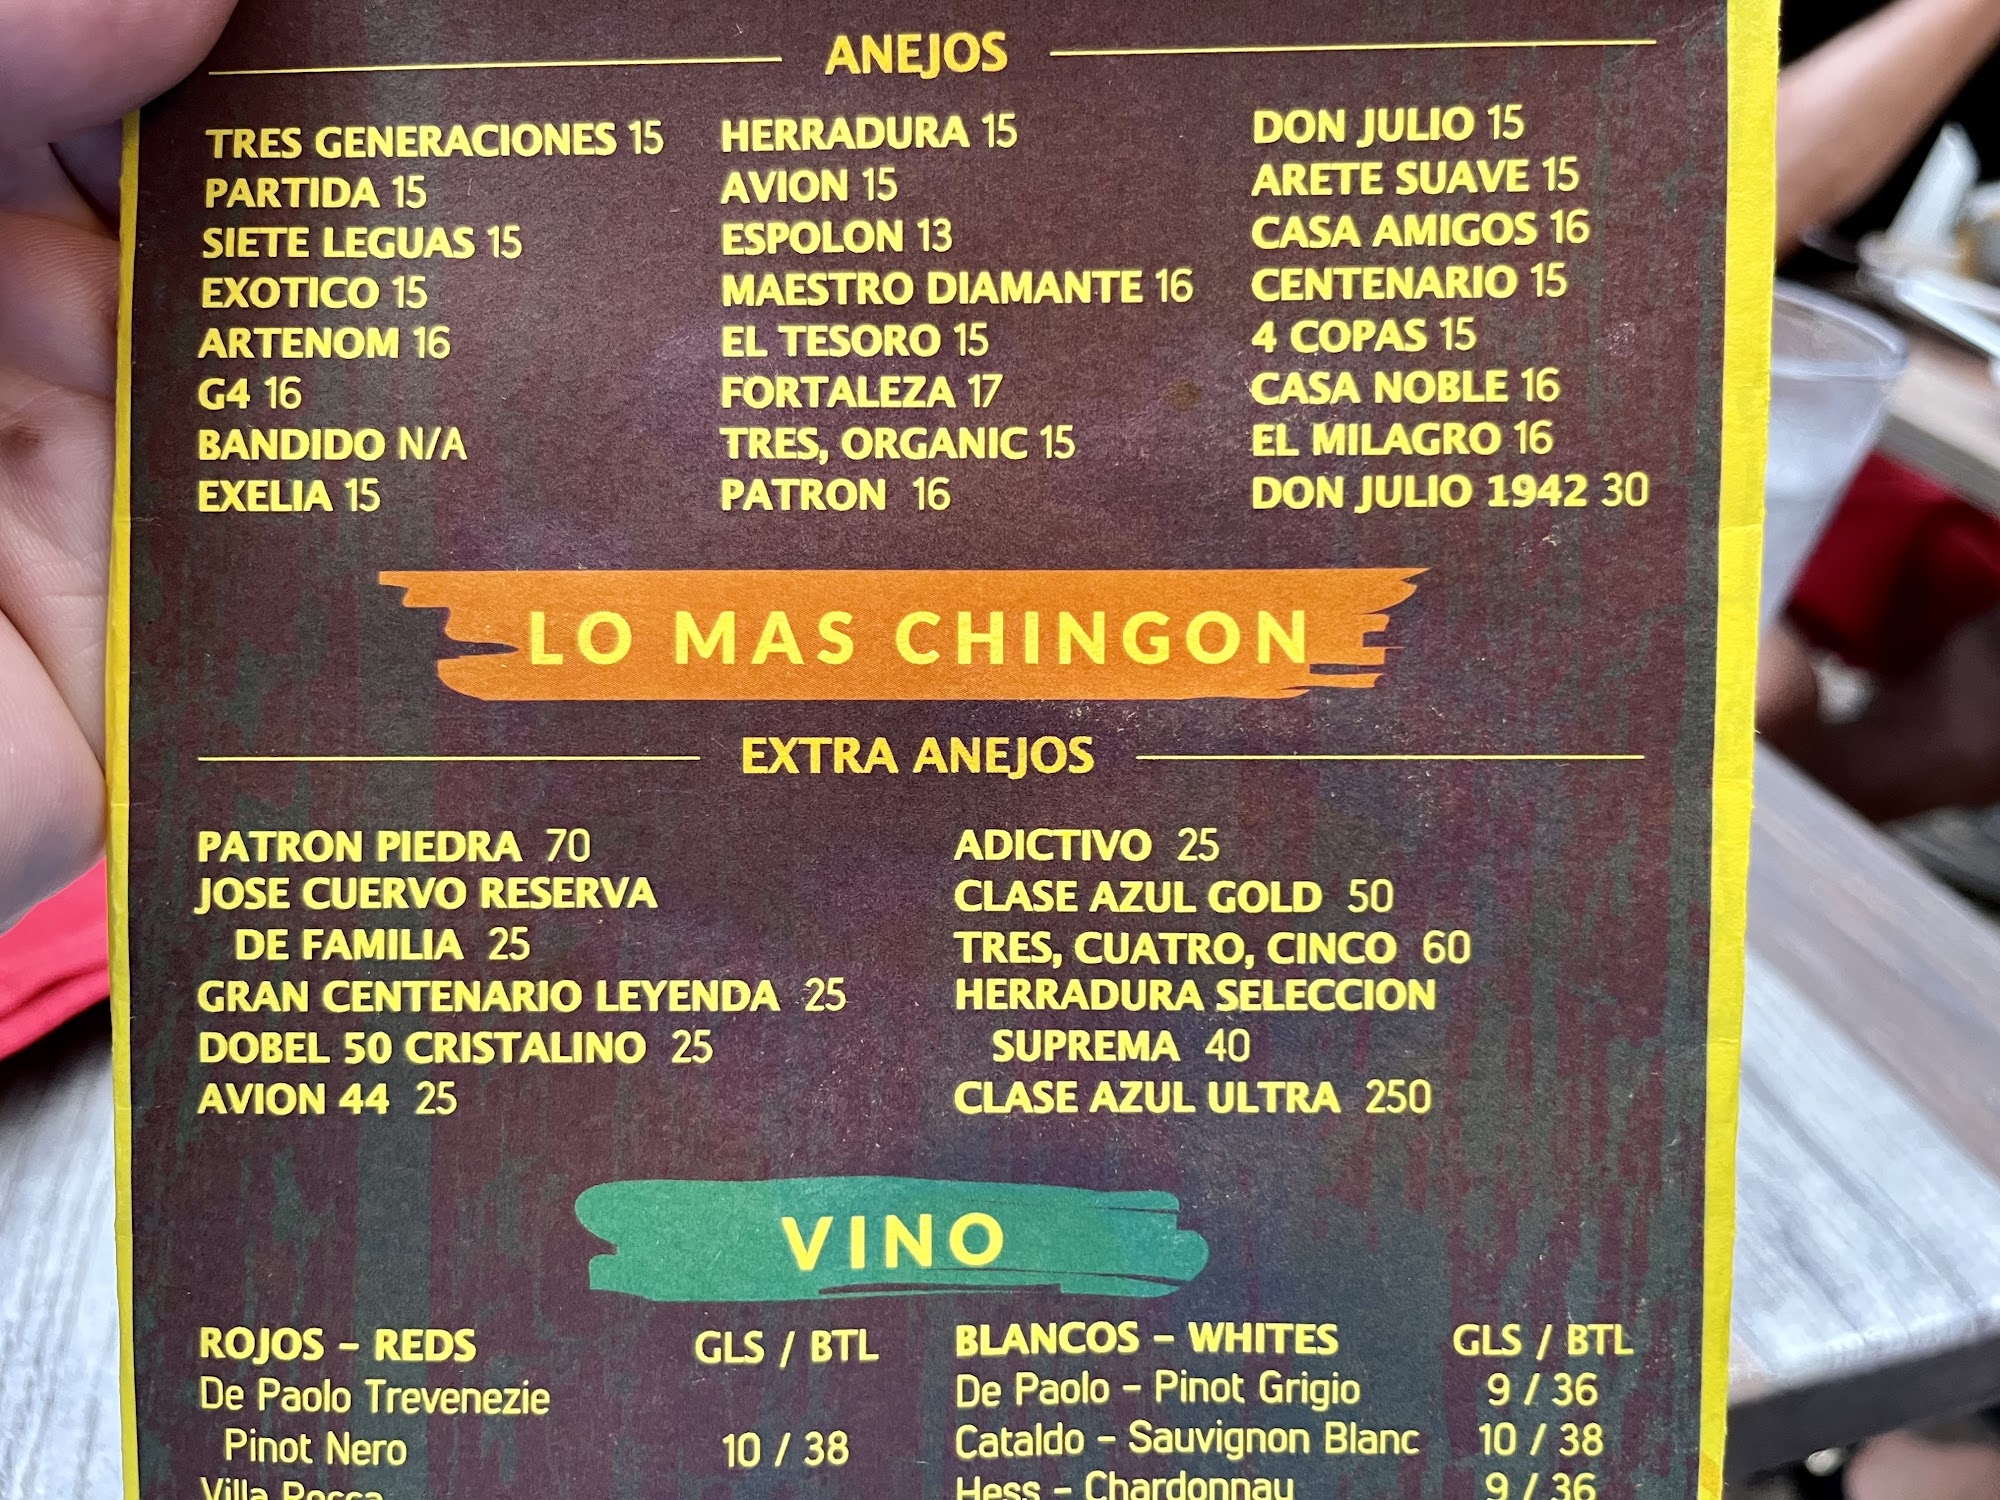 ANEJOS
TRES GENERACIONES 15
PARTIDA 15
SIETE LEGUAS 15
EXOTICO 15
ARTENOM 16
G4 16
BANDIDO N/A
EXELIA 15
HERRADURA 15
AVION 15
ESPOLON 13
MAESTRO DIAMANTE 16
EL TESORO 15
FORTALEZA 17
TRES, ORGANIC 15
PATRON 16
DON JULIO 15
ARETE SUAVE 15
CASA AMIGOS 16
CENTENARIO 15
4 COPAS 15
CASA NOBLE 16
EL MILAGRO 16
DON JULIO 1942 30
LO MAS CHINGON
EXTRA ANEJOS
PATRON PIEDRA 70
JOSE CUERVO RESERVA
DE FAMILIA 25
GRAN CENTENARIO LEYENDA 25
DOBEL 50 CRISTALINO 25
AVION 44 25
ADICTIVO 25
CLASE AZUL GOLD 50
TRES, CUATRO, CINCO 60
HERRADURA SELECCION
SUPREMA 40
CLASE AZUL ULTRA 250
VINO
ROJOS - REDS GLS / BTL
De Paolo Trevenezie
Pinot Nero 10 / 38
Villa Rocca
BLANCOS - WHITES GLS / BTL
De Paolo - Pinot Grigio 9 / 36
Cataldo - Sauvignon Blanc 10 / 38
Hess - Chardonnay 9 / 36